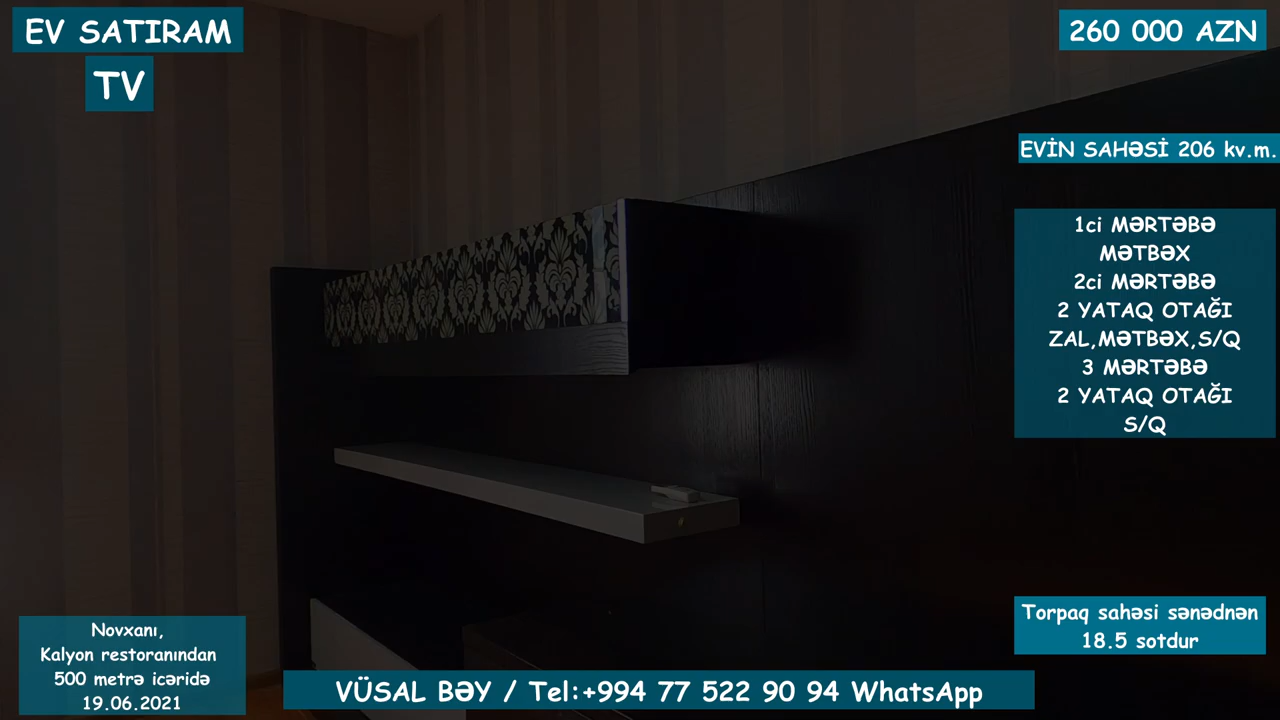 EV SATIRAM
TV
260 000 AZN
EVİN SAHƏSİ 206 kv.m.
1ci MƏRTƏBƏ
MƏTBƏX
2ci MƏRTƏBƏ
2 YATAQ OTAĞI
ZAL,MƏTBƏX,S/Q
3 MƏRTƏBƏ
2 YATAQ OTAĞI
S/Q
Torpaq sahəsi sənədnən
18.5 sotdur
Novxanı,
Kalyon restoranından
500 metrə icəridə
19.06.2021
VÜSAL BƏY / Tel:+994 77 522 90 94 WhatsApp